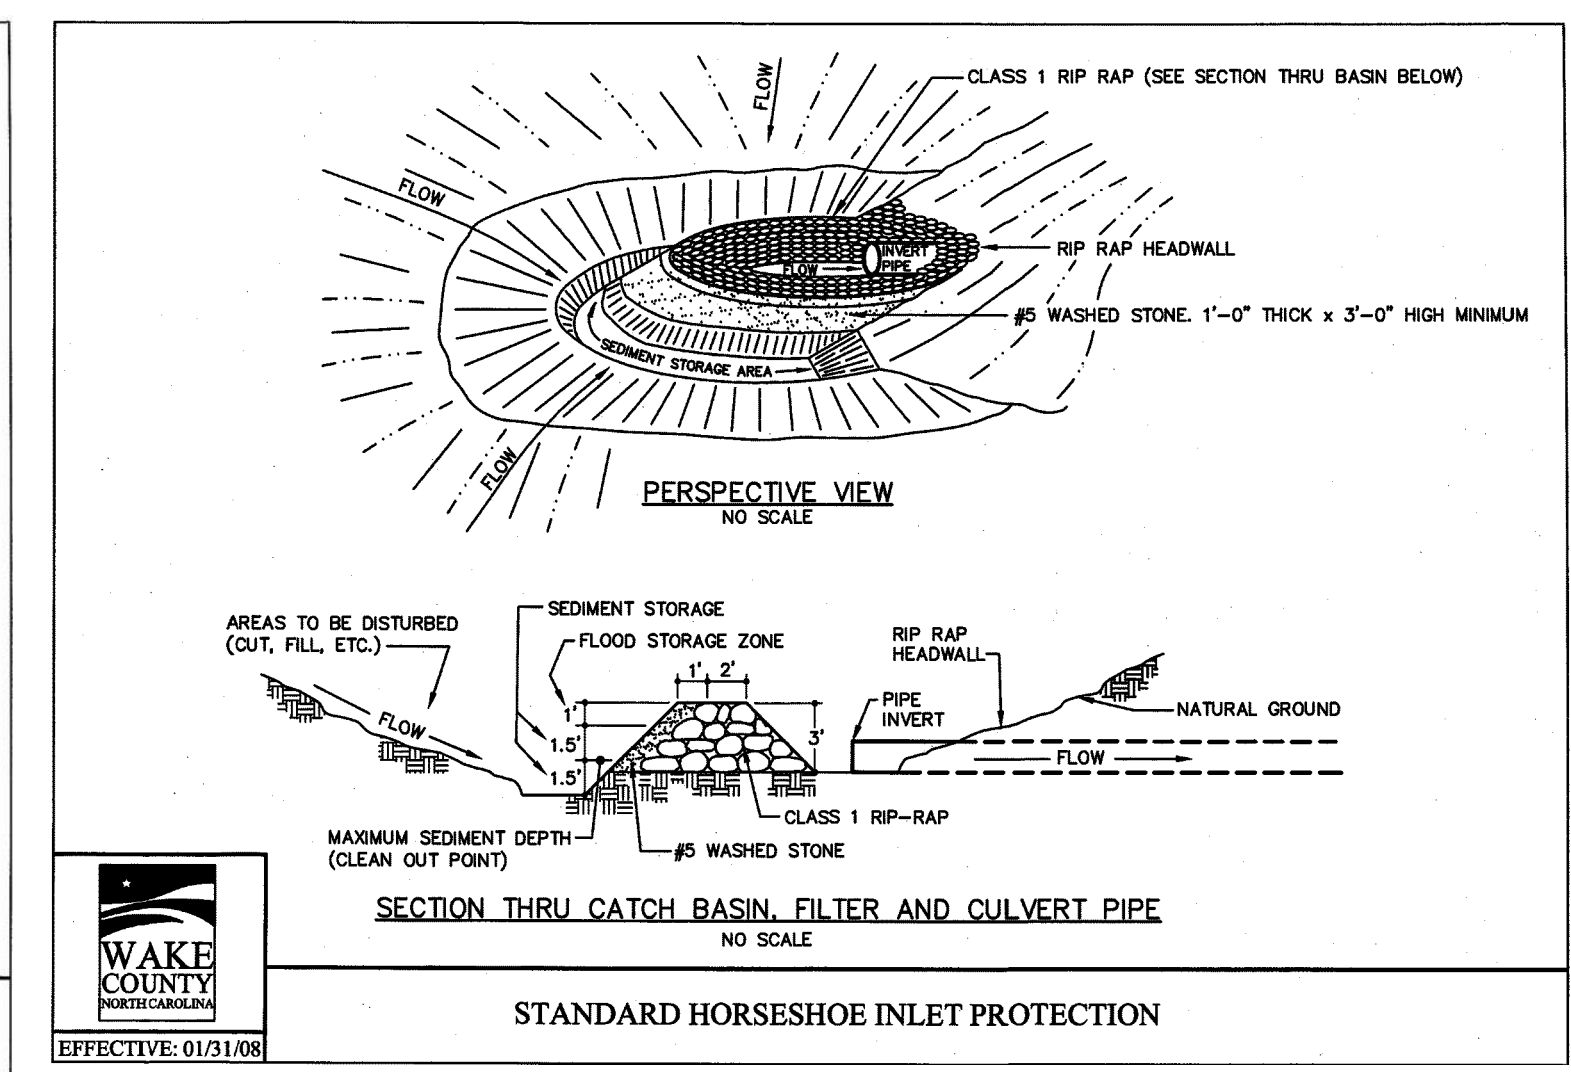 FLOW
CLASS 1 RIP RAP (SEE SECTION THRU BASIN BELOW)
FLOW
INVERT
PIPE
FLOW
RIP RAP HEADWALL
#5 WASHED STONE. 1'-0" THICK x 3'-0" HIGH MINIMUM
SEDIMENT STORAGE AREA
FLOW
PERSPECTIVE VIEW
NO SCALE
AREAS TO BE DISTURBED
(CUT, FILL, ETC.)
SEDIMENT STORAGE
FLOOD STORAGE ZONE
1' 2'
RIP RAP
HEADWALL
PIPE
INVERT
NATURAL GROUND
FLOW
1'
1.5'
1.5'
3'
FLOW
CLASS 1 RIP-RAP
MAXIMUM SEDIMENT DEPTH
(CLEAN OUT POINT)
#5 WASHED STONE
SECTION THRU CATCH BASIN, FILTER AND CULVERT PIPE
NO SCALE
WAKE
COUNTY
NORTH CAROLINA
EFFECTIVE: 01/31/08
STANDARD HORSESHOE INLET PROTECTION